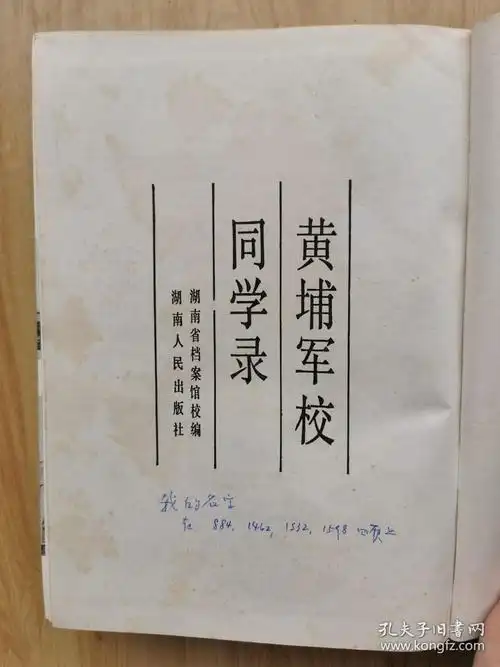 黄埔军校
同学录
湖南省档案馆校编
湖南人民出版社
我的名字
在 884, 1462, 1532, 1598 四页上
孔夫子旧书网
www.kongfz.com